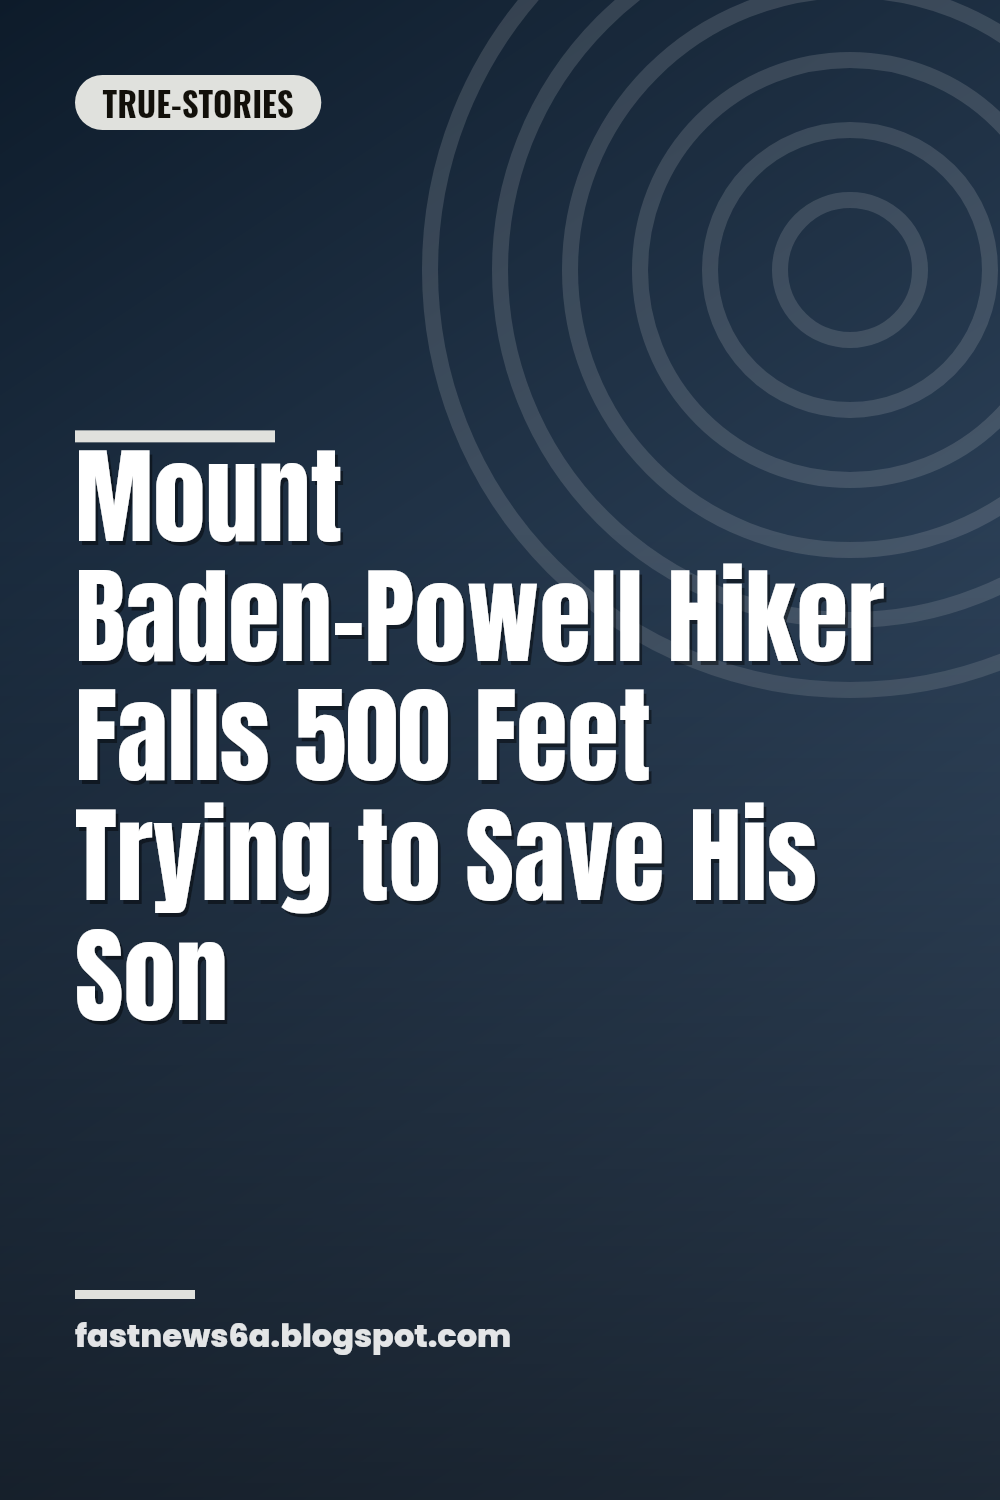 TRUE-STORIES
Mount
Baden-Powell Hiker
Falls 500 Feet
Trying to Save His
Son
fastnews6a.blogspot.com